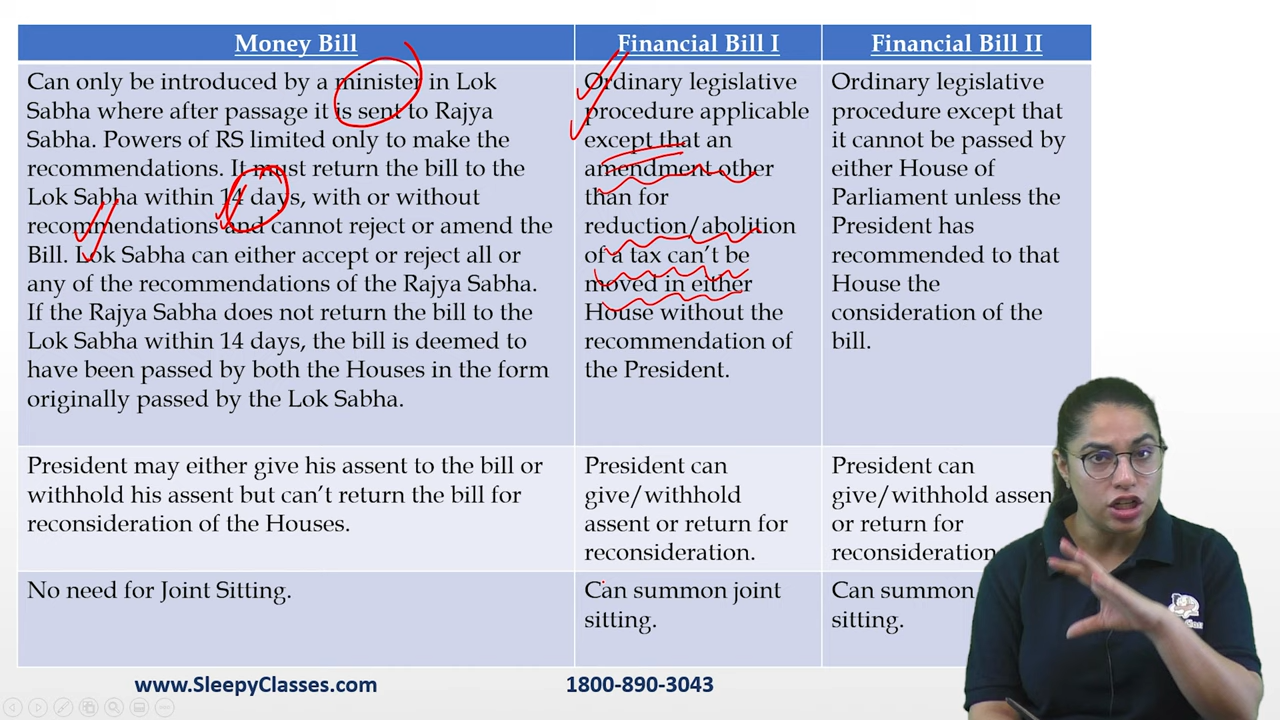 Money Bill
Financial Bill I
Financial Bill II
Can only be introduced by a minister in Lok
Sabha where after passage it is sent to Rajya
Sabha. Powers of RS limited only to make the
recommendations. It must return the bill to the
Lok Sabha within 14 days, with or without
recommendations and cannot reject or amend the
Bill. Lok Sabha can either accept or reject all or
any of the recommendations of the Rajya Sabha.
If the Rajya Sabha does not return the bill to the
Lok Sabha within 14 days, the bill is deemed to
have been passed by both the Houses in the form
originally passed by the Lok Sabha.
Ordinary legislative
procedure applicable
except that an
amendment other
than for
reduction/abolition
of a tax can't be
moved in either
House without the
recommendation of
the President.
Ordinary legislative
procedure except that
it cannot be passed by
either House of
Parliament unless the
President has
recommended to that
House the
consideration of the
bill.
President may either give his assent to the bill or
withhold his assent but can't return the bill for
reconsideration of the Houses.
President can
give/withhold
assent or return for
reconsideration.
President can
give/withhold assen
or return for
reconsideration
No need for Joint Sitting.
Can summon joint
sitting.
Can summon
sitting.
www.SleepyClasses.com
1800-890-3043